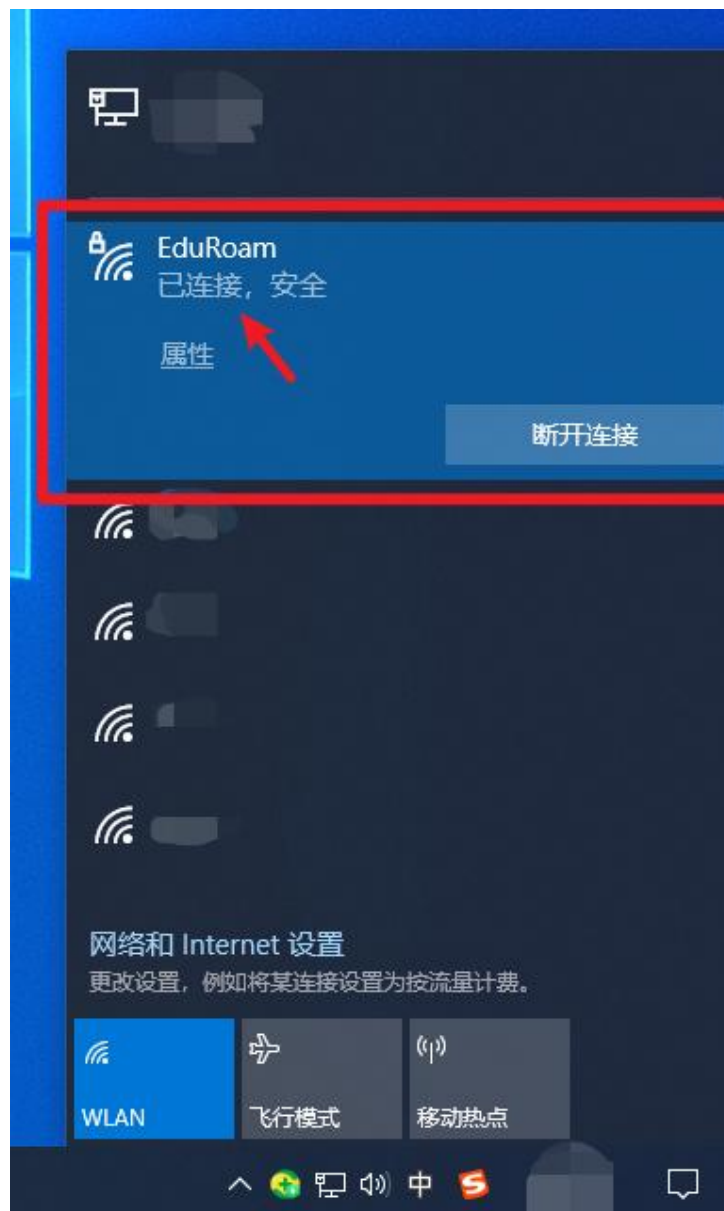 EduRoam
已连接，安全
属性
断开连接
网络和 Internet 设置
更改设置，例如将某连接设置为按流量计费。
WLAN
飞行模式
移动热点
中